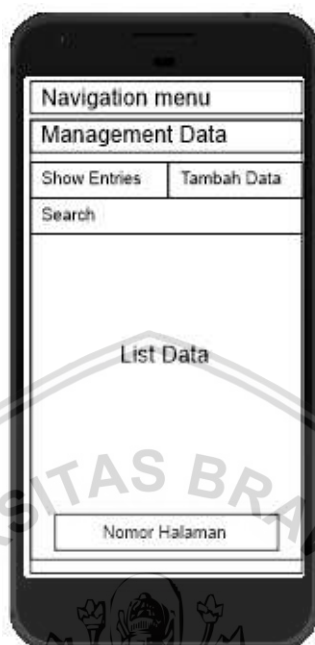 Navigation menu
Management Data
Show Entries
Tambah Data
Search
List Data
Nomor Halaman